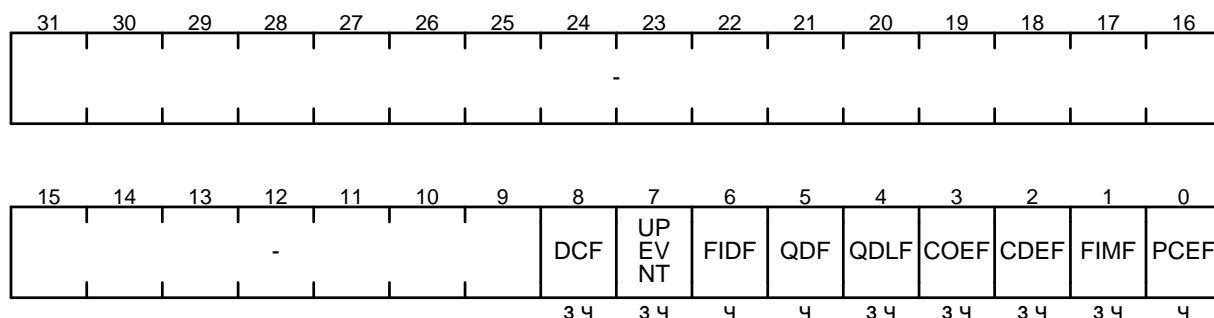 31 30 29 28 27 26 25 24 23 22 21 20 19 18 17 16
-
15 14 13 12 11 10 9 8 7 6 5 4 3 2 1 0
- DCF UP EV NT FIDF QDF QDLF COEF CDEF FIMF PCEF
з ч з ч ч ч з ч з ч з ч з ч ч